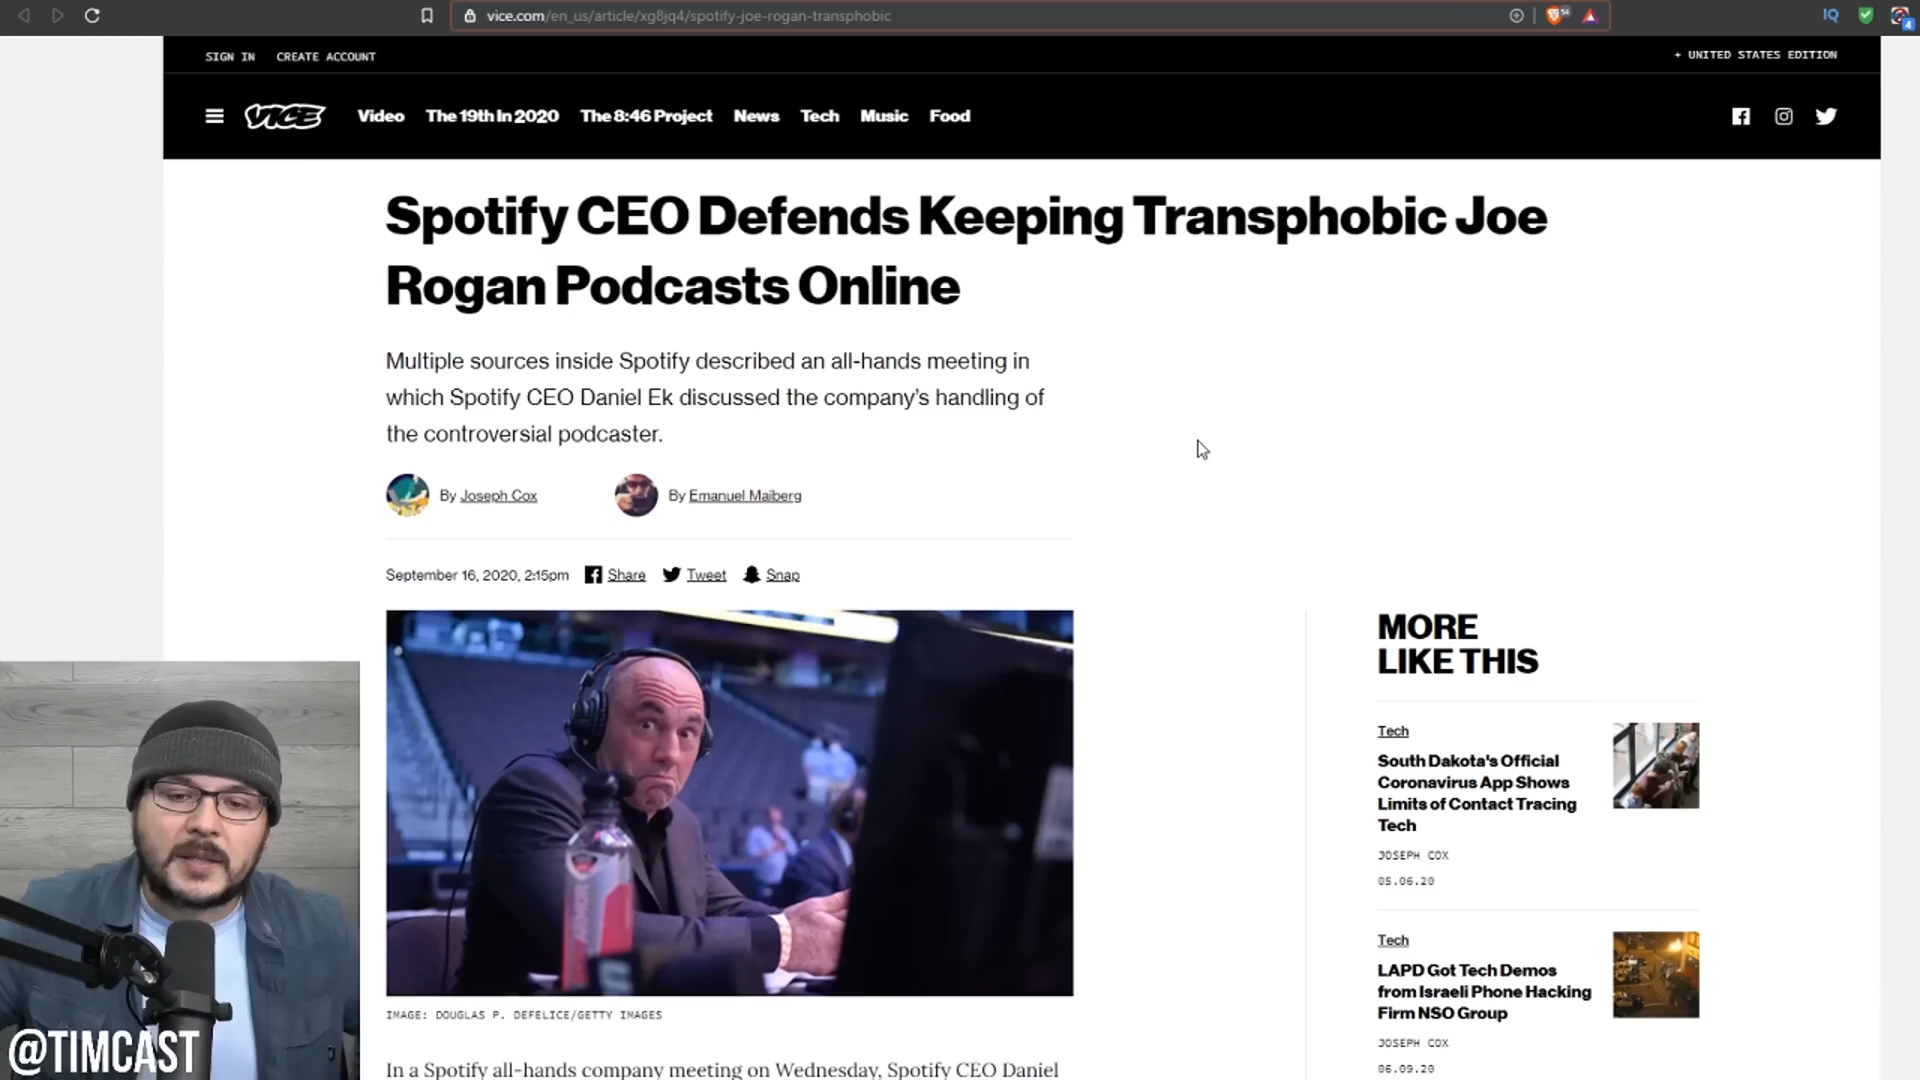 vice.com/en_us/article/xg8jq4/spotify-joe-rogan-transphobic
54
IQ
4
SIGN IN CREATE ACCOUNT
+ UNITED STATES EDITION
VICE
Video The 19th In 2020 The 8:46 Project News Tech Music Food
Spotify CEO Defends Keeping Transphobic Joe
Rogan Podcasts Online
Multiple sources inside Spotify described an all-hands meeting in
which Spotify CEO Daniel Ek discussed the company's handling of
the controversial podcaster.
By Joseph Cox By Emanuel Maiberg
September 16, 2020, 2:15pm Share Tweet Snap
IMAGE: DOUGLAS P. DEFELICE/GETTY IMAGES
In a Spotify all-hands company meeting on Wednesday, Spotify CEO Daniel
MORE
LIKE THIS
Tech
South Dakota's Official
Coronavirus App Shows
Limits of Contact Tracing
Tech
JOSEPH COX
05.06.20
Tech
LAPD Got Tech Demos
from Israeli Phone Hacking
Firm NSO Group
JOSEPH COX
06.09.20
@TIMCAST